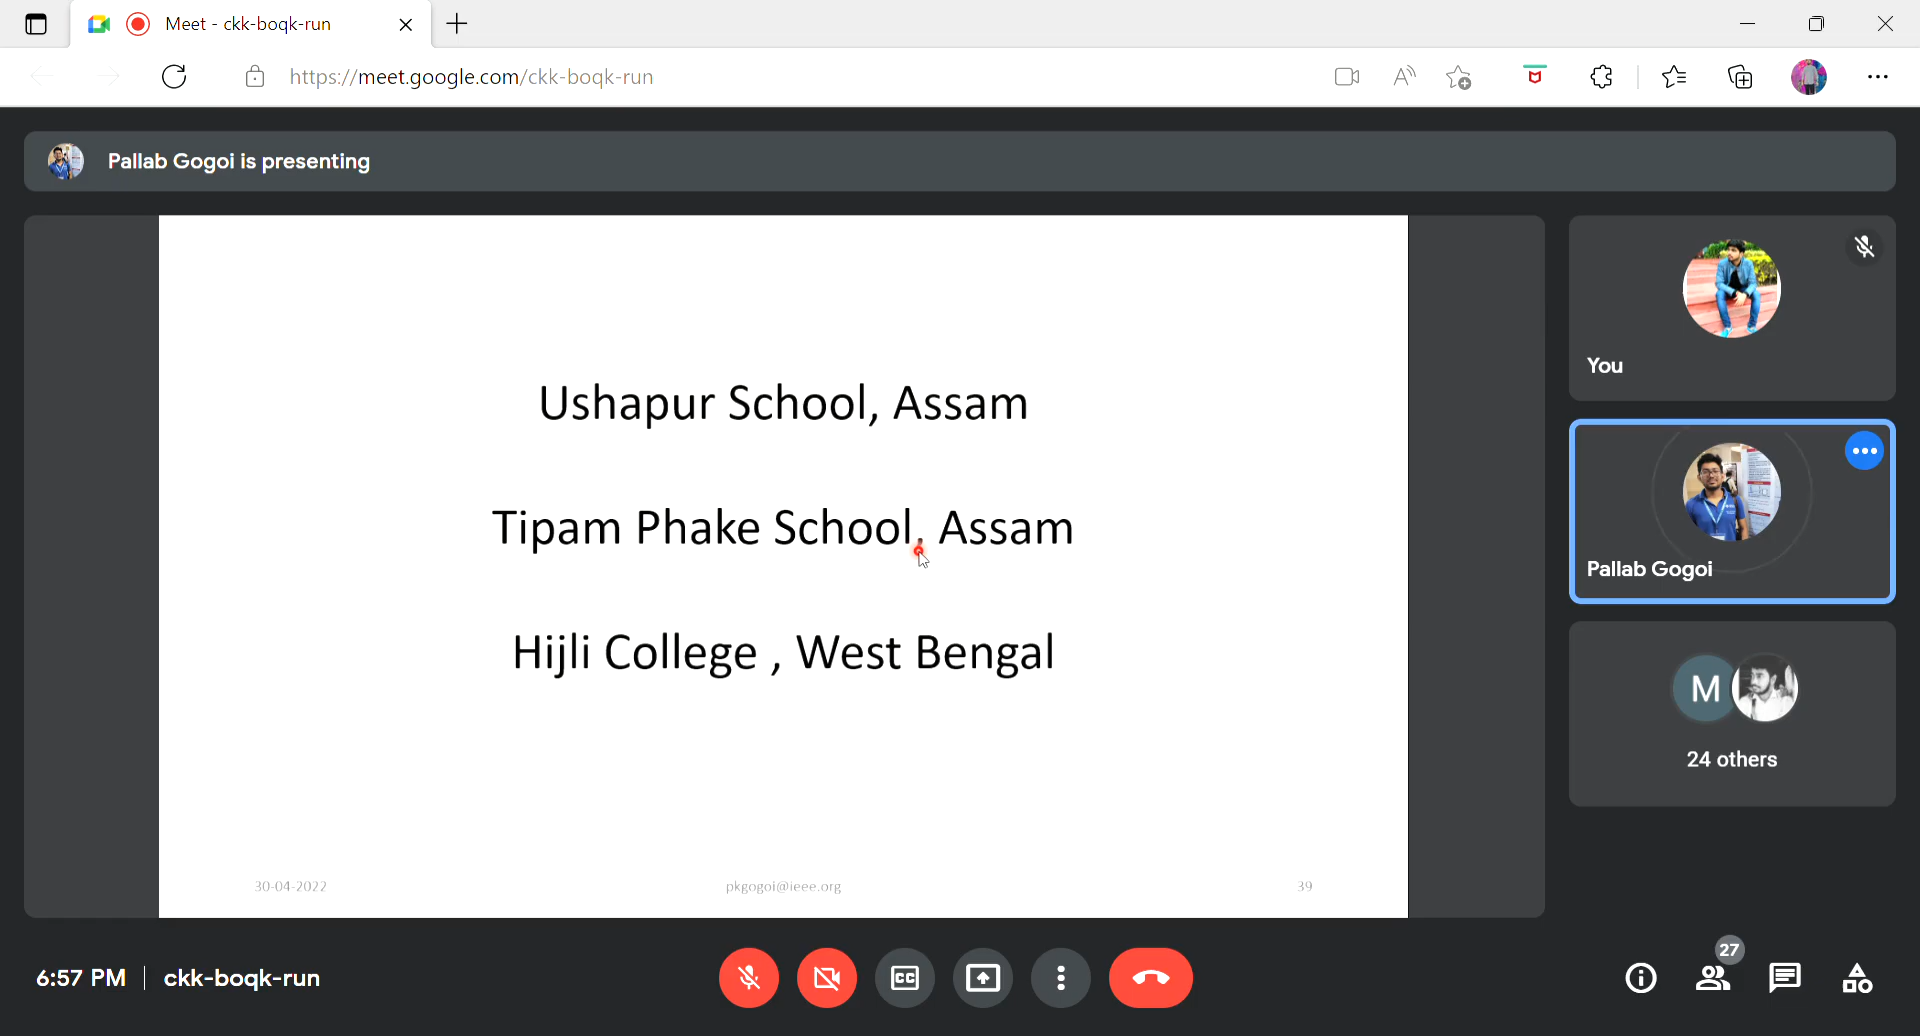 Meet - ckk-boqk-run
https://meet.google.com/ckk-boqk-run
Pallab Gogoi is presenting
Ushapur School, Assam
Tipam Phake School, Assam
Hijli College , West Bengal
30-04-2022
pkgogoi@ieee.org
39
You
Pallab Gogoi
M
24 others
6:57 PM
ckk-boqk-run
CC
27